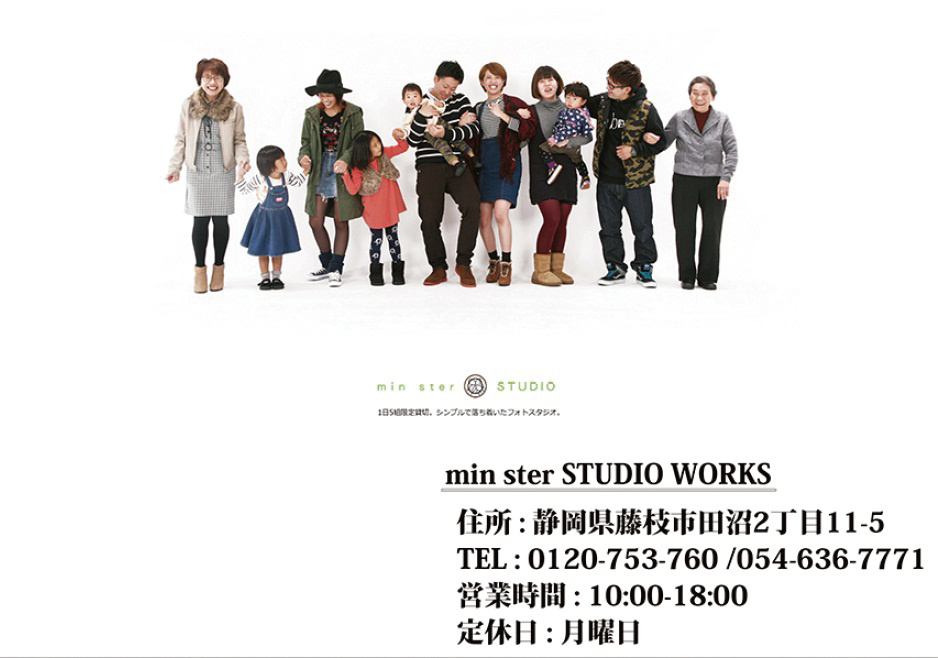 min ster STUDIO
1日5組限定貸切。シンプルで落ち着いたフォトスタジオ。
min ster STUDIO WORKS
住所 : 静岡県藤枝市田沼2丁目11-5
TEL : 0120-753-760 /054-636-7771
営業時間 : 10:00-18:00
定休日 : 月曜日